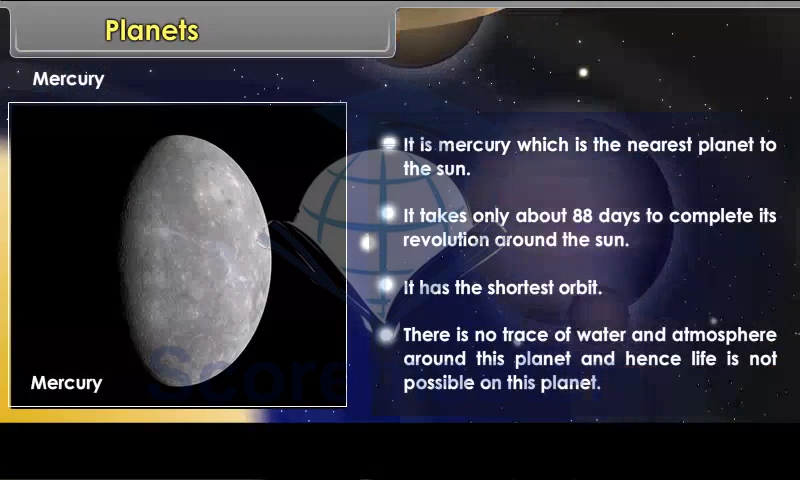 Planets
Mercury
It is mercury which is the nearest planet to
the sun.
It takes only about 88 days to complete its
revolution around the sun.
It has the shortest orbit.
There is no trace of water and atmosphere
around this planet and hence life is not
possible on this planet.
Mercury